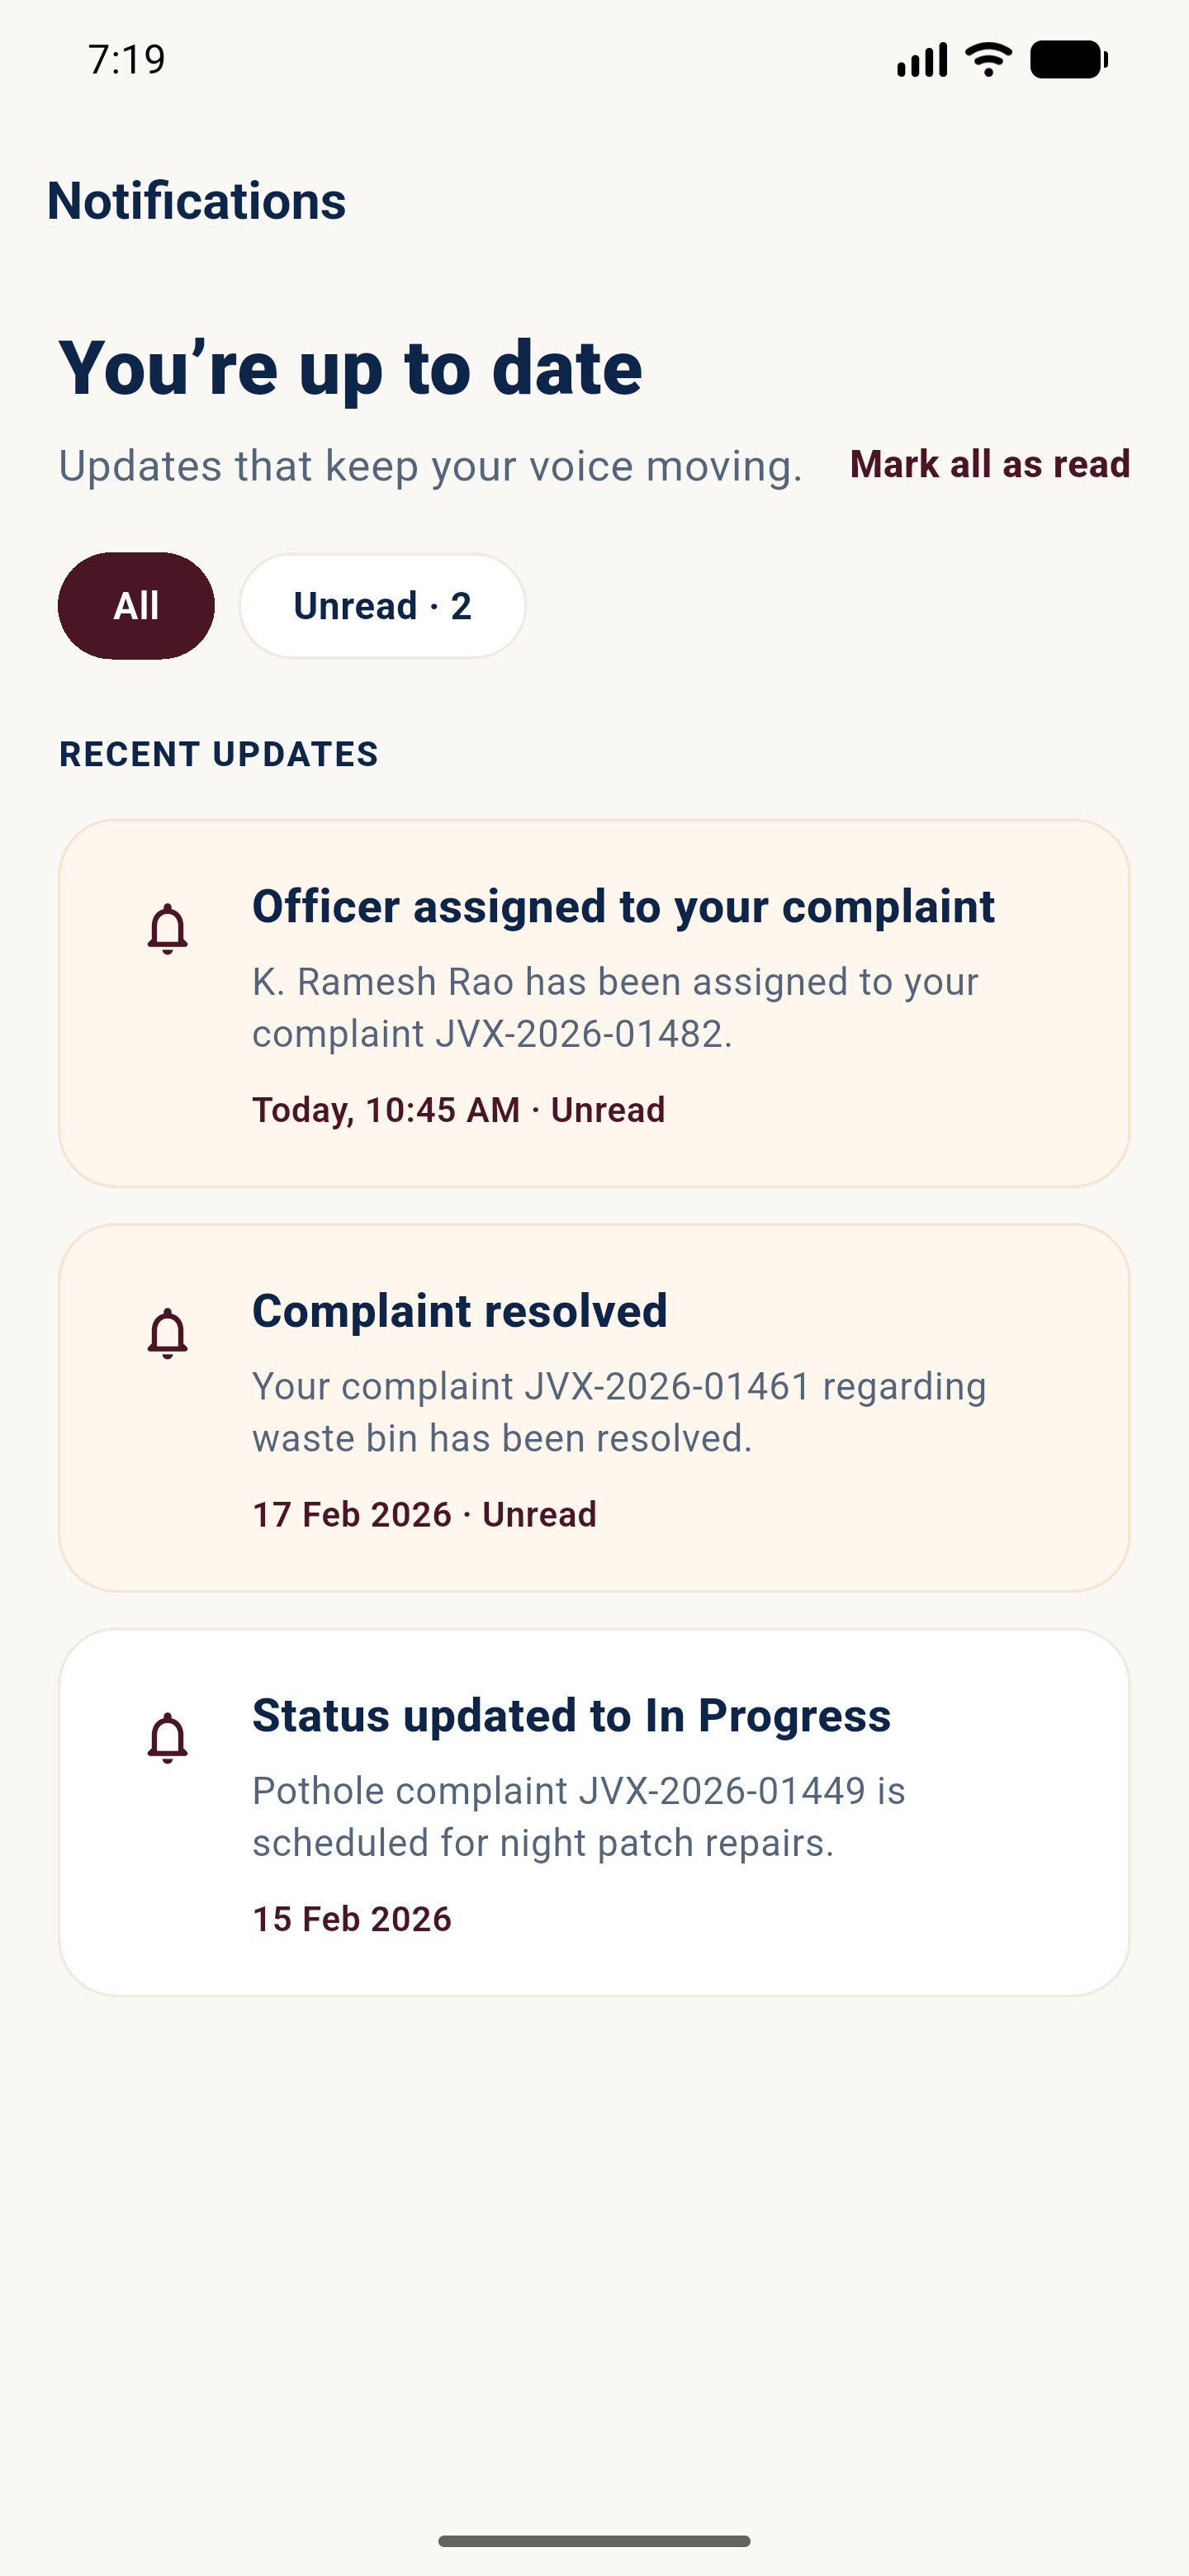 7:19
Notifications
You’re up to date
Updates that keep your voice moving.
Mark all as read
All
Unread · 2
RECENT UPDATES
Officer assigned to your complaint
K. Ramesh Rao has been assigned to your
complaint JVX-2026-01482.
Today, 10:45 AM · Unread
Complaint resolved
Your complaint JVX-2026-01461 regarding
waste bin has been resolved.
17 Feb 2026 · Unread
Status updated to In Progress
Pothole complaint JVX-2026-01449 is
scheduled for night patch repairs.
15 Feb 2026